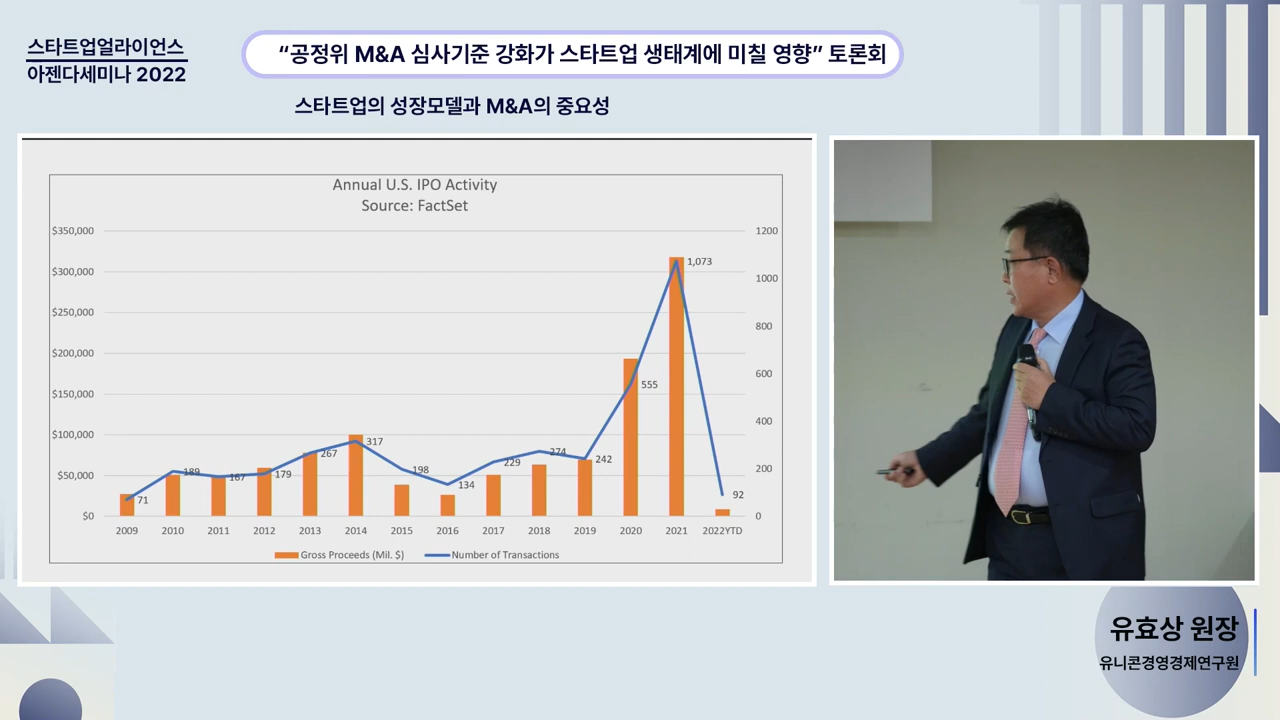 스타트업얼라이언스
아젠다세미나 2022
“공정위 M&A 심사기준 강화가 스타트업 생태계에 미칠 영향” 토론회
스타트업의 성장모델과 M&A의 중요성
Annual U.S. IPO Activity
Source: FactSet
$350,000
$300,000
$250,000
$200,000
$150,000
$100,000
$50,000
$0
1200
1000
800
600
400
200
0
71
189
167
179
267
317
198
134
229
274
242
555
1,073
92
2009 2010 2011 2012 2013 2014 2015 2016 2017 2018 2019 2020 2021 2022YTD
Gross Proceeds (Mil. $) Number of Transactions
유효상 원장
유니콘경영경제연구원